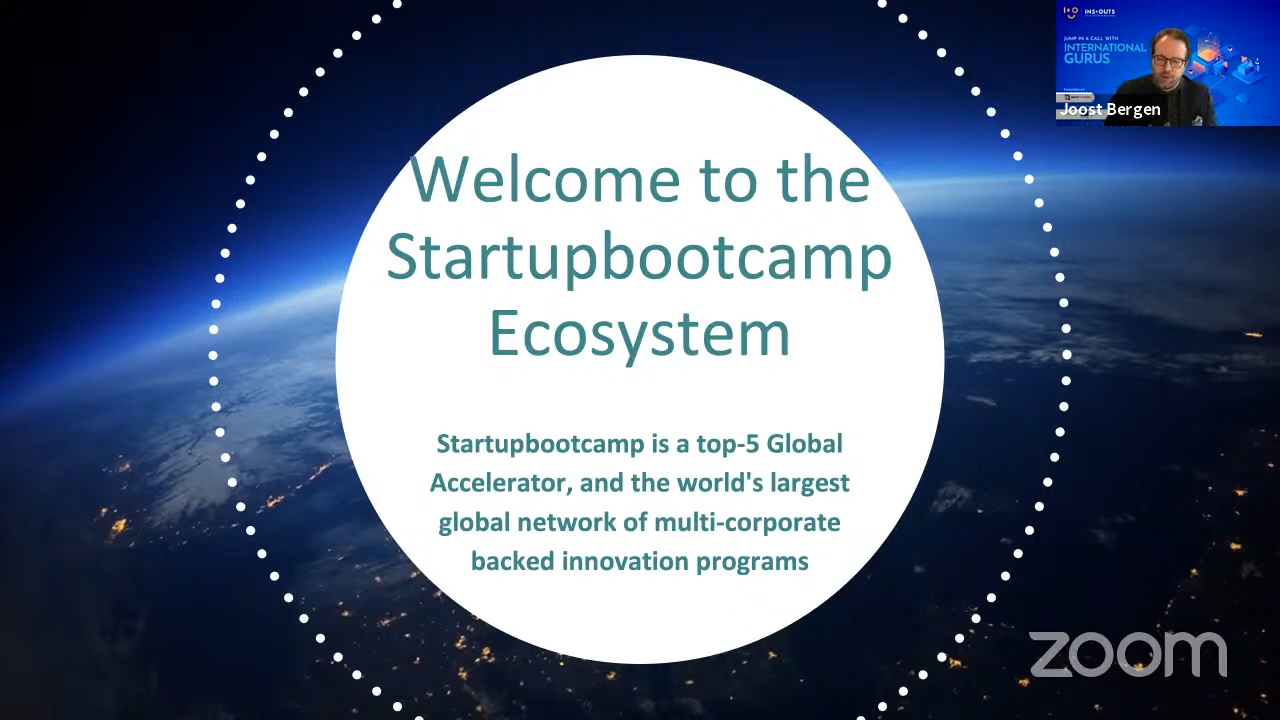 INS+OUTS
JUMP IN A CALL WITH
INTERNATIONAL
GURUS
Joost Bergen
Welcome to the
Startupbootcamp
Ecosystem
Startupbootcamp is a top-5 Global
Accelerator, and the world's largest
global network of multi-corporate
backed innovation programs
zoom